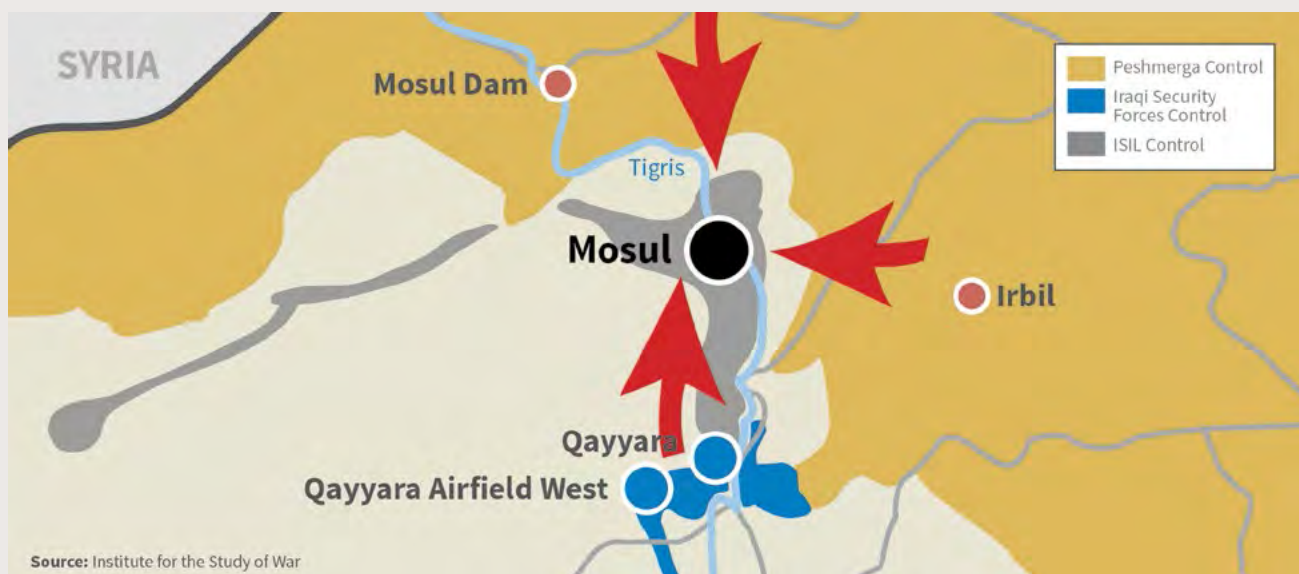 SYRIA
Mosul Dam
Peshmerga Control
Iraqi Security
Forces Control
ISIL Control
Tigris
Mosul
Irbil
Qayyara
Qayyara Airfield West
Source: Institute for the Study of War